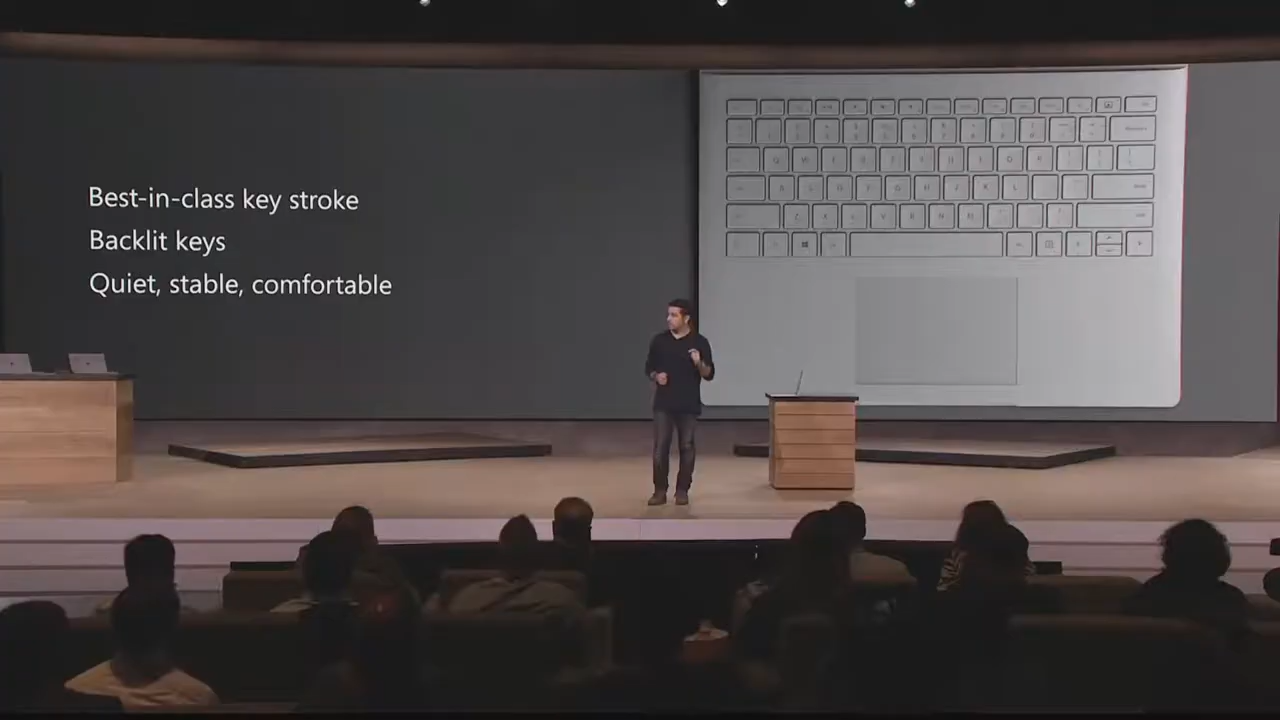 Best-in-class key stroke
Backlit keys
Quiet, stable, comfortable